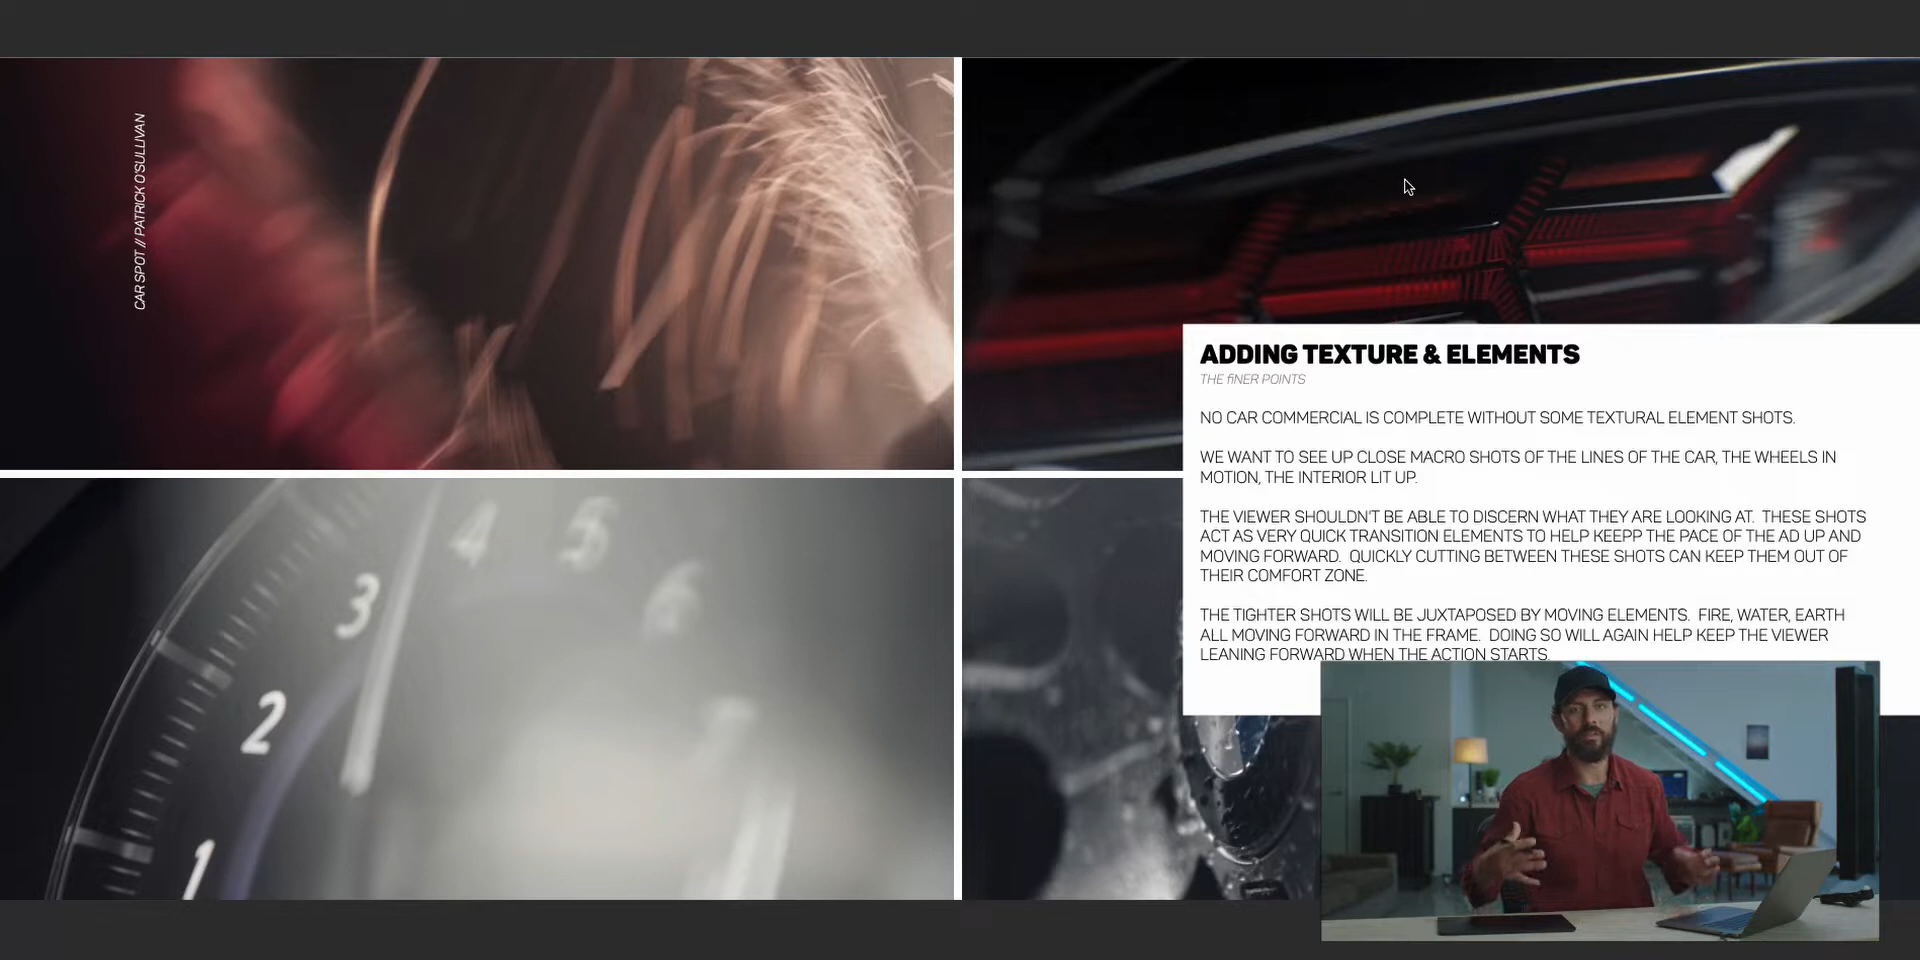 CAR SPOT // PATRICK O'SULLIVAN
ADDING TEXTURE & ELEMENTS
THE fiNER POINTS
NO CAR COMMERCIAL IS COMPLETE WITHOUT SOME TEXTURAL ELEMENT SHOTS.
WE WANT TO SEE UP CLOSE MACRO SHOTS OF THE LINES OF THE CAR, THE WHEELS IN
MOTION, THE INTERIOR LIT UP.
THE VIEWER SHOULDN'T BE ABLE TO DISCERN WHAT THEY ARE LOOKING AT. THESE SHOTS
ACT AS VERY QUICK TRANSITION ELEMENTS TO HELP KEEPP THE PACE OF THE AD UP AND
MOVING FORWARD. QUICKLY CUTTING BETWEEN THESE SHOTS CAN KEEP THEM OUT OF
THEIR COMFORT ZONE.
THE TIGHTER SHOTS WILL BE JUXTAPOSED BY MOVING ELEMENTS. FIRE, WATER, EARTH
ALL MOVING FORWARD IN THE FRAME. DOING SO WILL AGAIN HELP KEEP THE VIEWER
LEANING FORWARD WHEN THE ACTION STARTS.
1
2
3
4
5
6